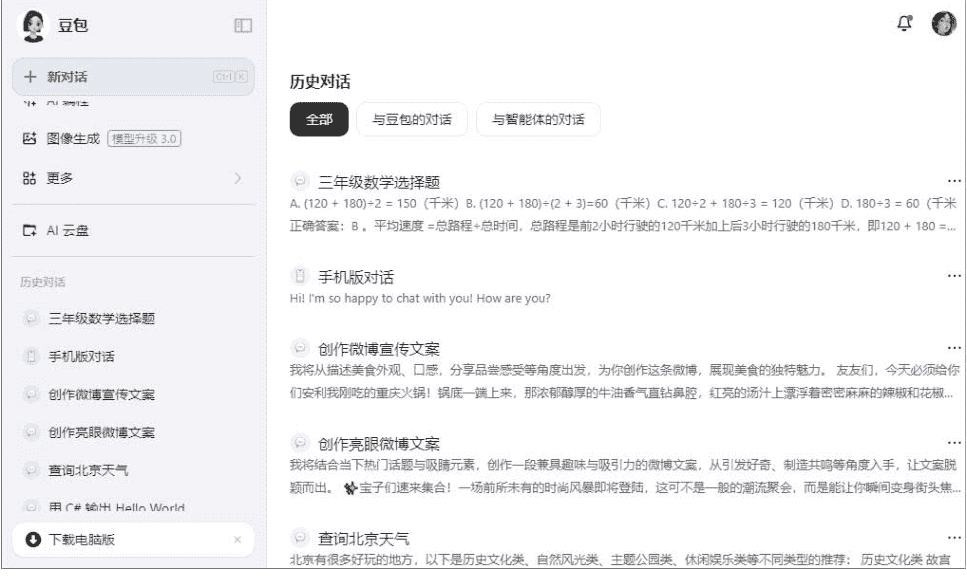 豆包
新对话
Ctrl K
AI 编程
图像生成 模型升级 3.0
更多
AI 云盘
历史对话
三年级数学选择题
手机版对话
创作微博宣传文案
创作亮眼微博文案
查询北京天气
用 C# 输出 Hello World
下载电脑版
历史对话
全部
与豆包的对话
与智能体的对话
三年级数学选择题
A. (120 + 180)÷2 = 150（千米）B. (120 + 180)÷(2 + 3)=60（千米）C. 120÷2 + 180÷3 = 120（千米）D. 180÷3 = 60（千米
正确答案：B 。平均速度 =总路程÷总时间，总路程是前2小时行驶的120千米加上后3小时行驶的180千米，即120 + 180 =...
手机版对话
Hi! I'm so happy to chat with you! How are you?
创作微博宣传文案
我将从描述美食外观、口感，分享品尝感受等角度出发，为你创作这条微博，展现美食的独特魅力。 友友们，今天必须给你
们安利我刚吃的重庆火锅！锅底一端上来，那浓郁醇厚的牛油香气直钻鼻腔，红亮的汤汁上漂浮着密密麻麻的辣椒和花椒...
创作亮眼微博文案
我将结合当下热门话题与吸睛元素，创作一段兼具趣味与吸引力的微博文案，从引发好奇、制造共鸣等角度入手，让文案脱
颖而出。 ✨宝子们速来集合！一场前所未有的时尚风暴即将登陆，这可不是一般的潮流聚会，而是能让你瞬间变身街头焦...
查询北京天气
北京有很多好玩的地方，以下是历史文化类、自然风光类、主题公园类、休闲娱乐类等不同类型的推荐： 历史文化类 故宫